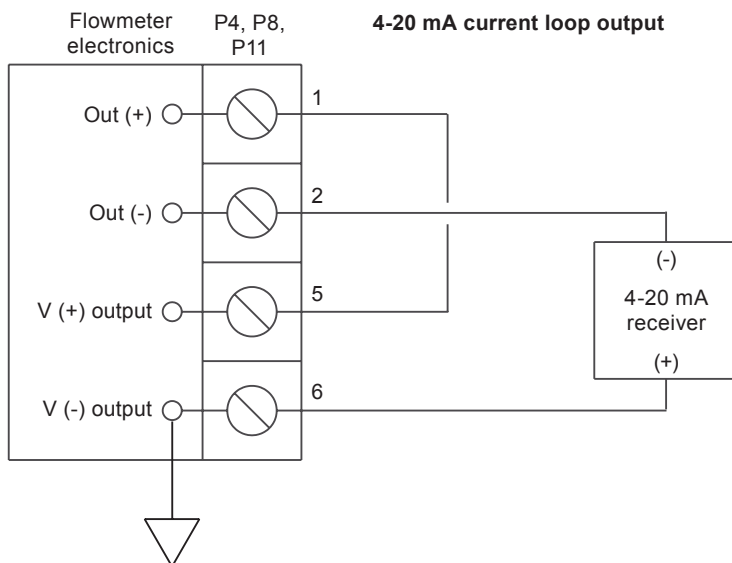 Flowmeter
electronics
P4, P8,
P11
4-20 mA current loop output
Out (+)
1
Out (-)
2
V (+) output
5
V (-) output
6
(-)
4-20 mA
receiver
(+)